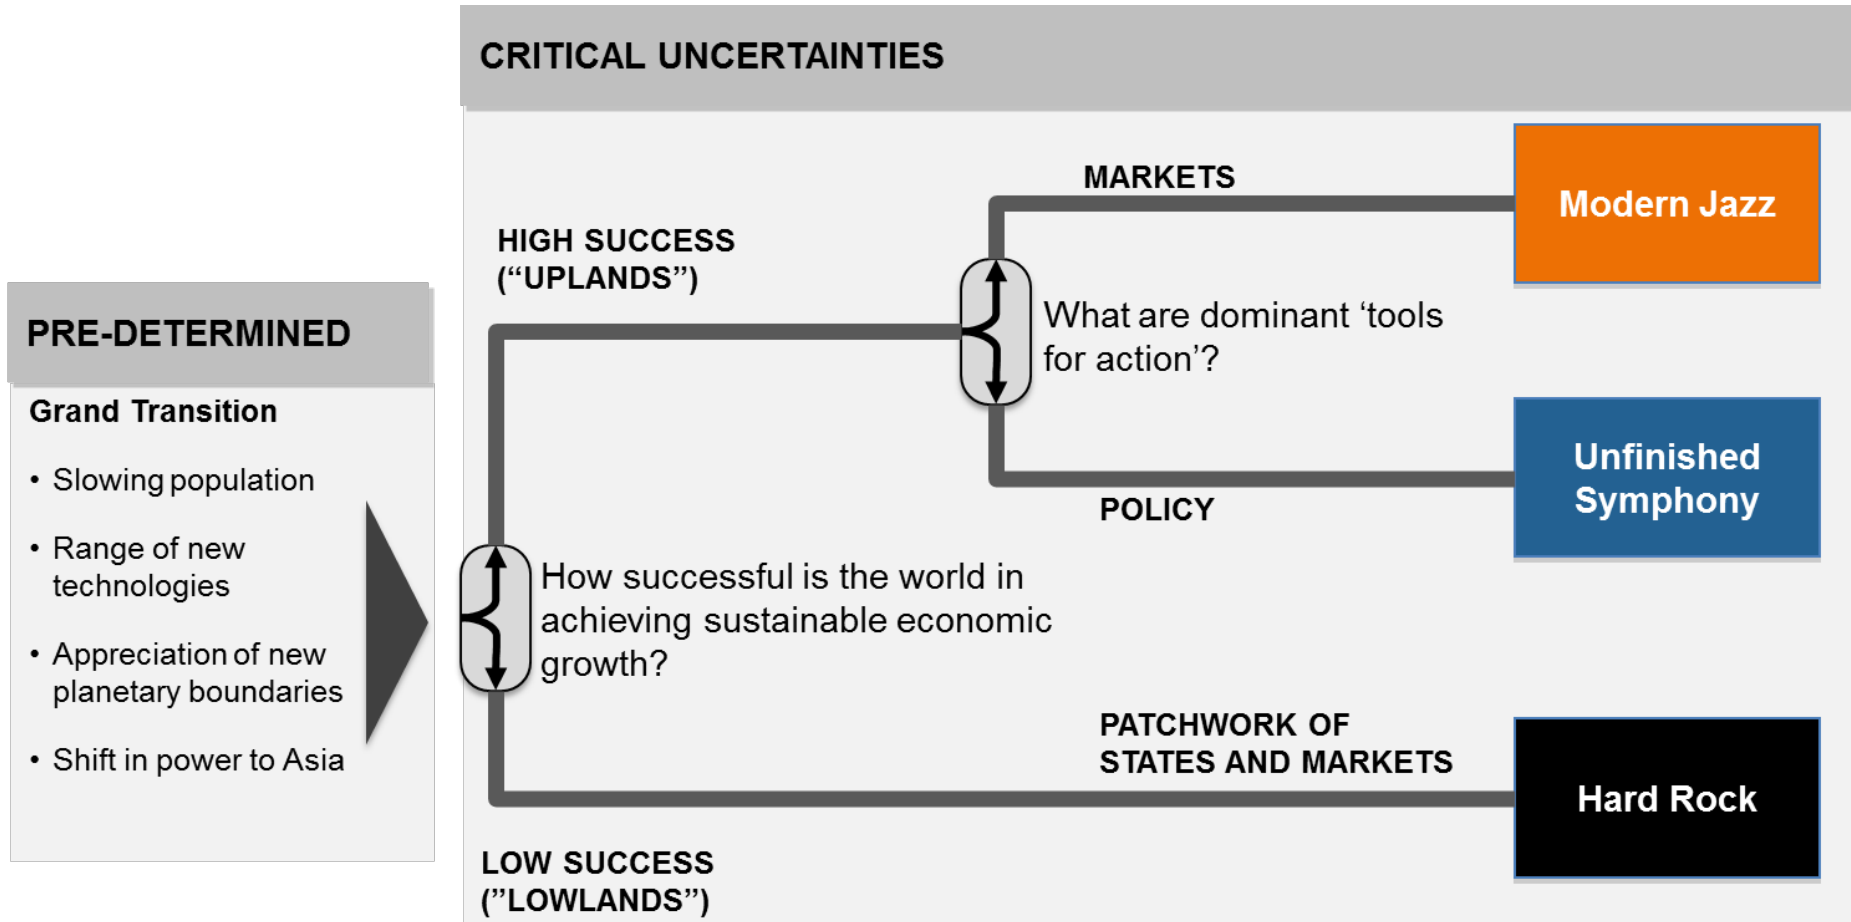 CRITICAL UNCERTAINTIES
PRE-DETERMINED
Grand Transition
• Slowing population
• Range of new
technologies
• Appreciation of new
planetary boundaries
• Shift in power to Asia
HIGH SUCCESS
(“UPLANDS”)
How successful is the world in
achieving sustainable economic
growth?
LOW SUCCESS
(”LOWLANDS”)
MARKETS
What are dominant ‘tools
for action’?
POLICY
PATCHWORK OF
STATES AND MARKETS
Modern Jazz
Unfinished
Symphony
Hard Rock